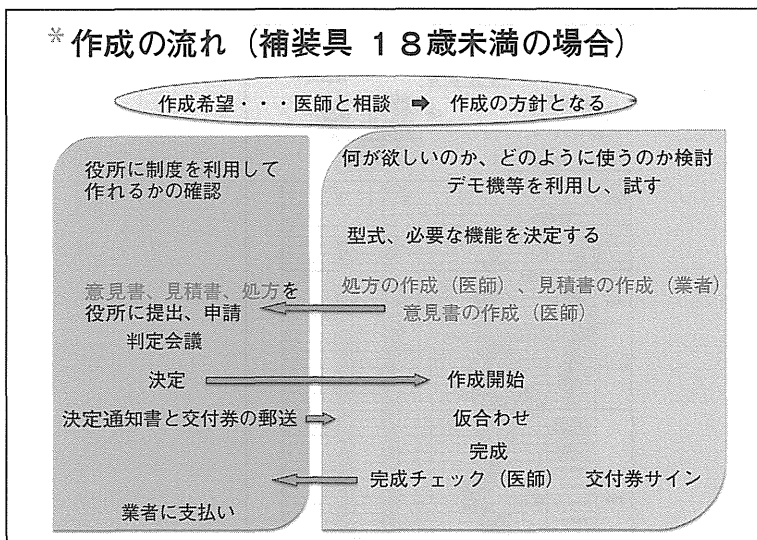 *作成の流れ（補装具 １８歳未満の場合）
作成希望・・・医師と相談 ➡ 作成の方針となる
役所に制度を利用して
作れるかの確認
意見書、見積書、処方を
役所に提出、申請
判定会議
決定
決定通知書と交付券の郵送
業者に支払い
何が欲しいのか、どのように使うのか検討
デモ機等を利用し、試す
型式、必要な機能を決定する
処方の作成（医師）、見積書の作成（業者）
意見書の作成（医師）
作成開始
仮合わせ
完成
完成チェック（医師） 交付券サイン